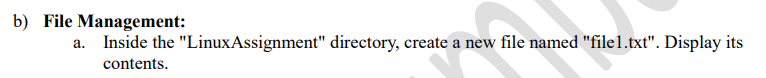 b) File Management:
a. Inside the "LinuxAssignment" directory, create a new file named "file1.txt". Display its
contents.